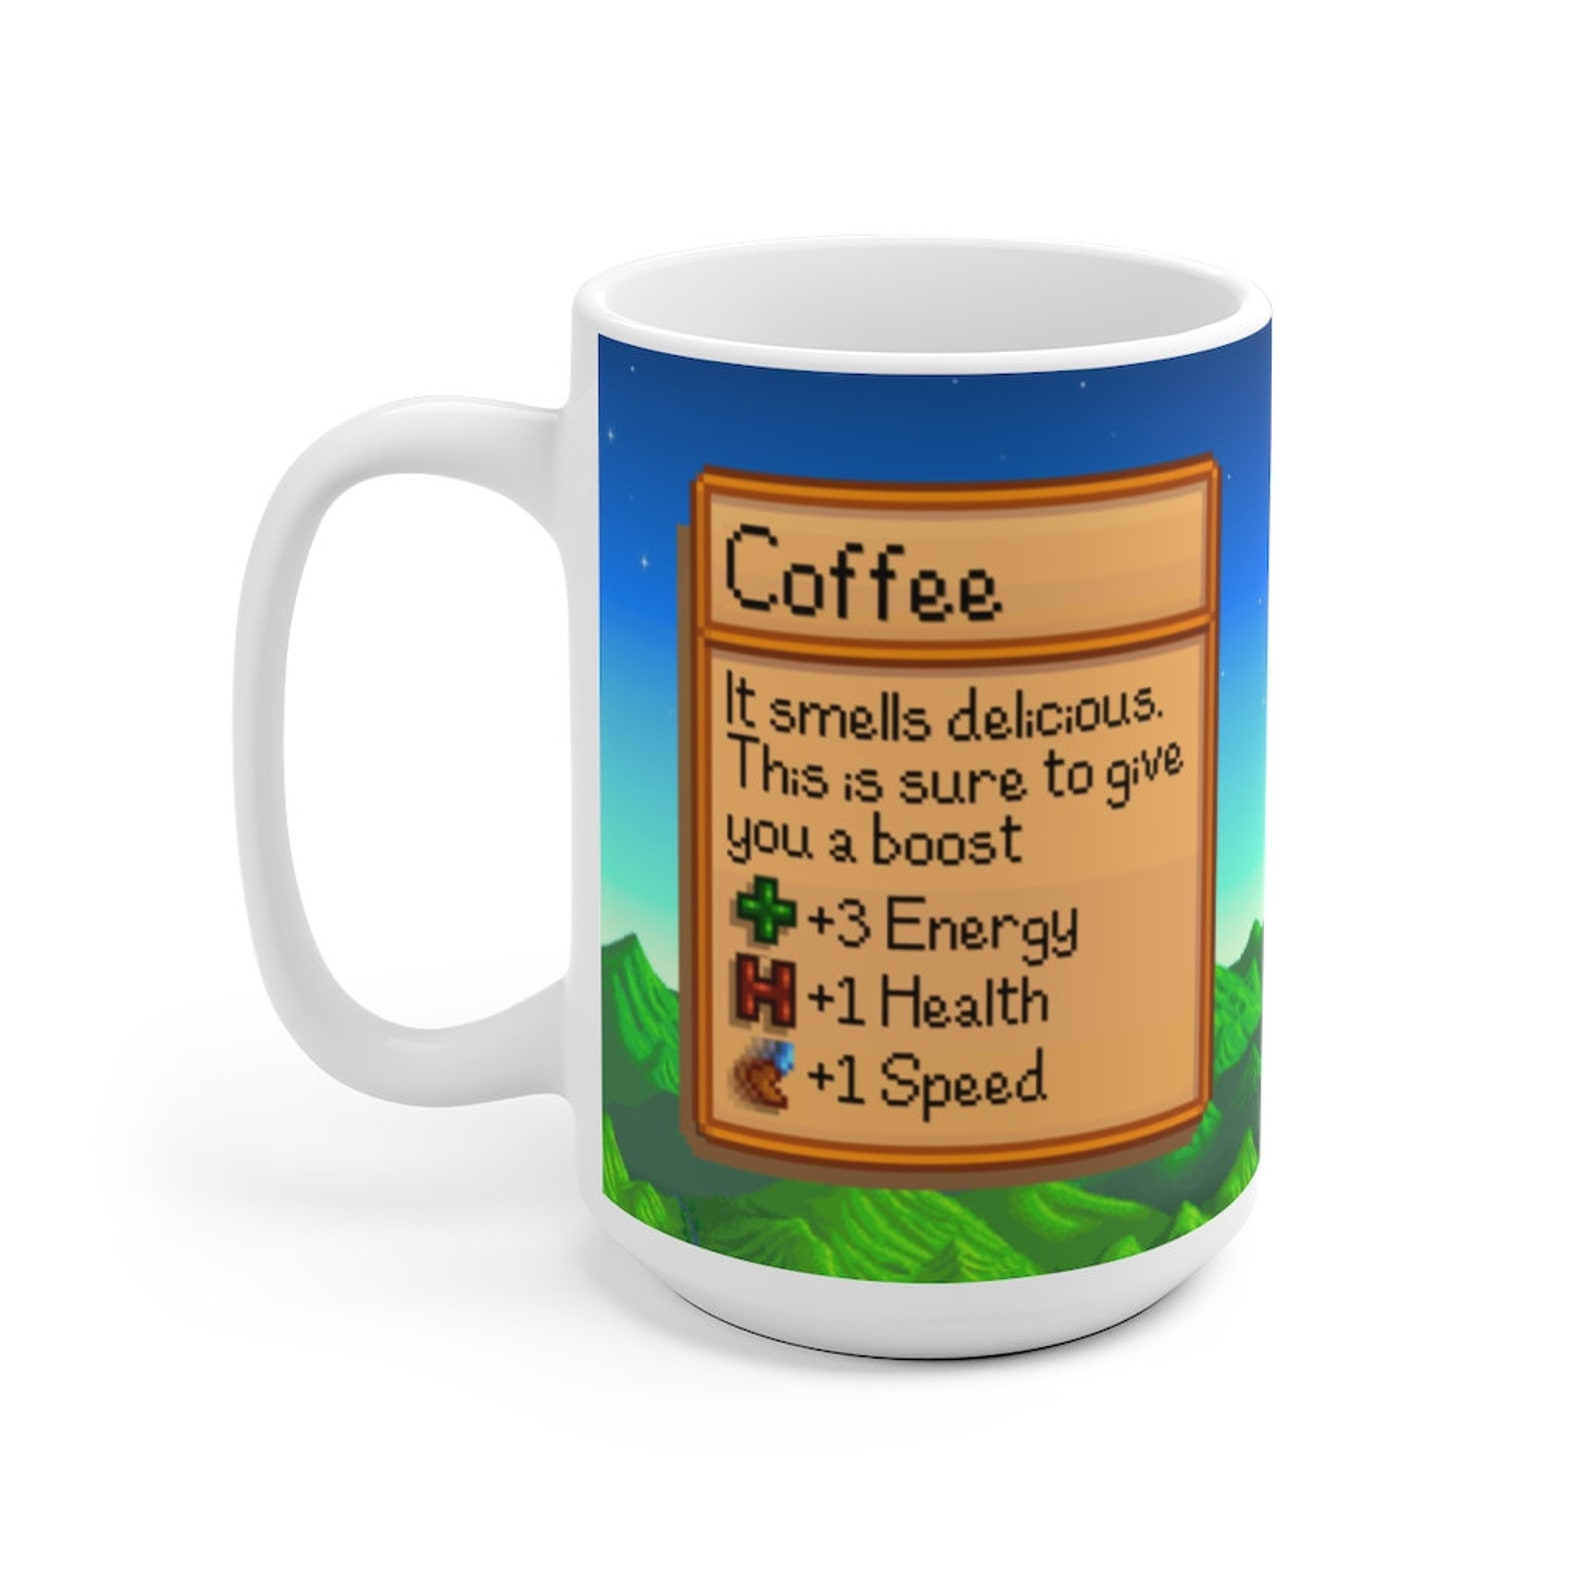 Coffee
It smells delicious.
This is sure to give
you a boost
+3 Energy
H +1 Health
+1 Speed